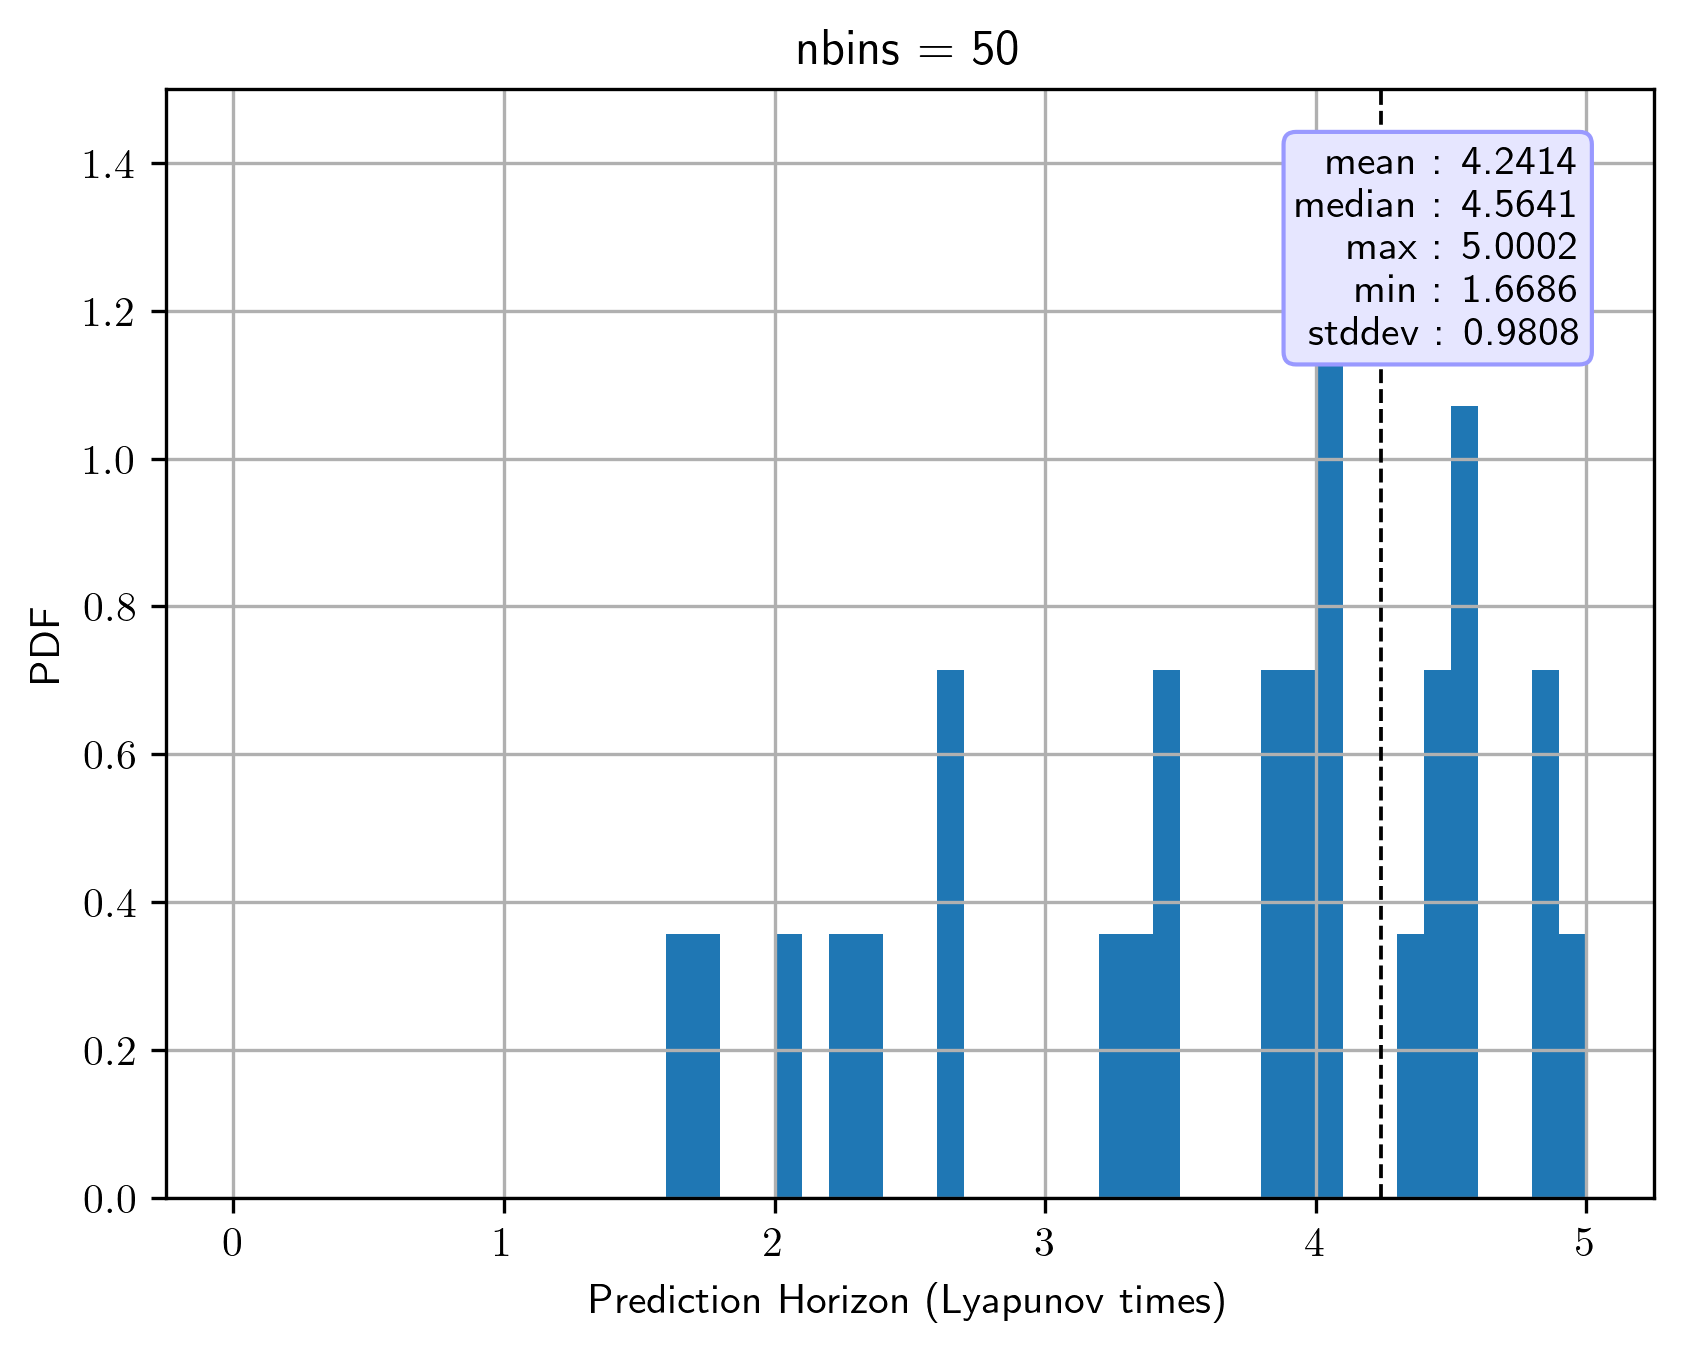 nbins = 50
mean : 4.2414
median : 4.5641
max : 5.0002
min : 1.6686
stddev : 0.9808
PDF
1.4
1.2
1.0
0.8
0.6
0.4
0.2
0.0
0 1 2 3 4 5
Prediction Horizon (Lyapunov times)